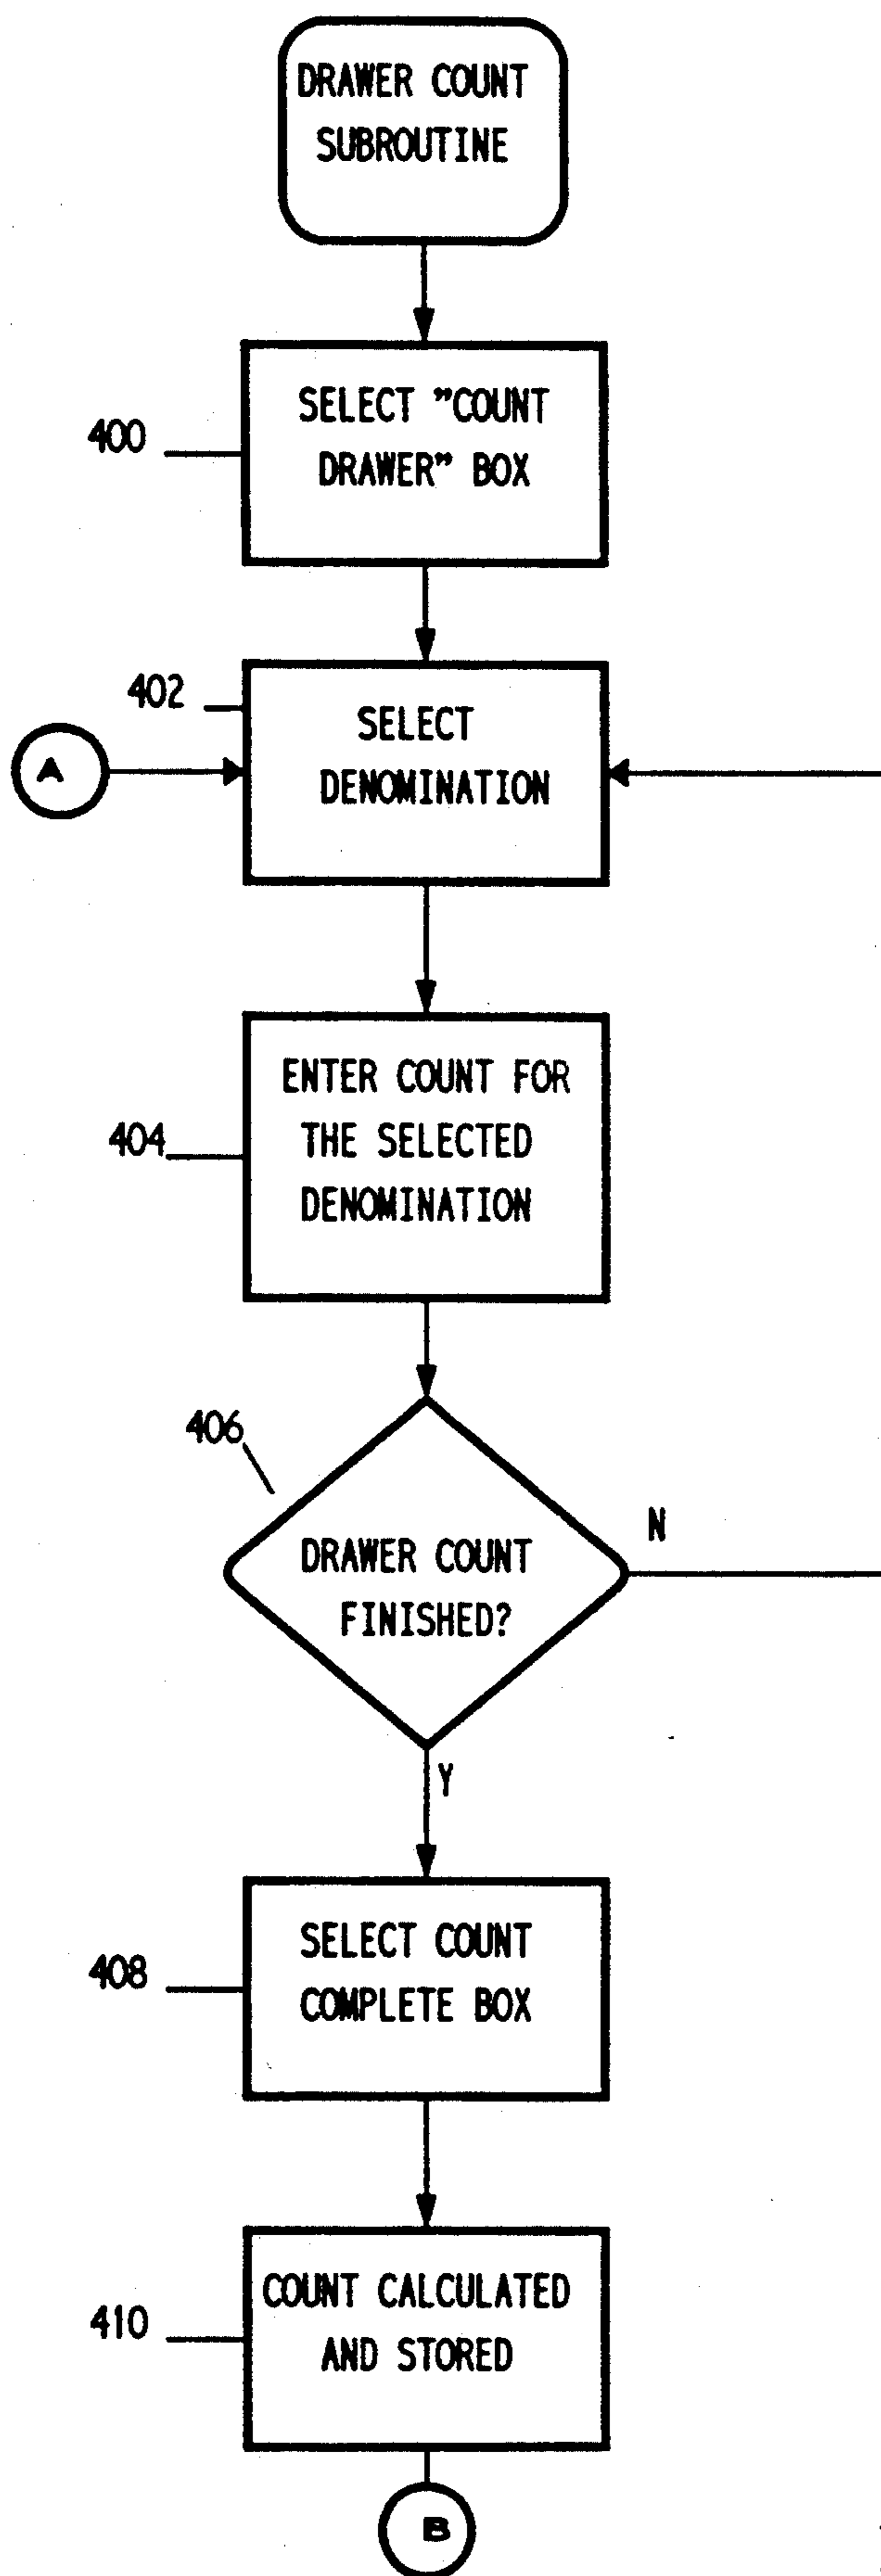 DRAWER COUNT
SUBROUTINE
400
SELECT "COUNT
DRAWER" BOX
402
SELECT
DENOMINATION
A
404
ENTER COUNT FOR
THE SELECTED
DENOMINATION
406
DRAWER COUNT
FINISHED?
N
Y
408
SELECT COUNT
COMPLETE BOX
410
COUNT CALCULATED
AND STORED
B